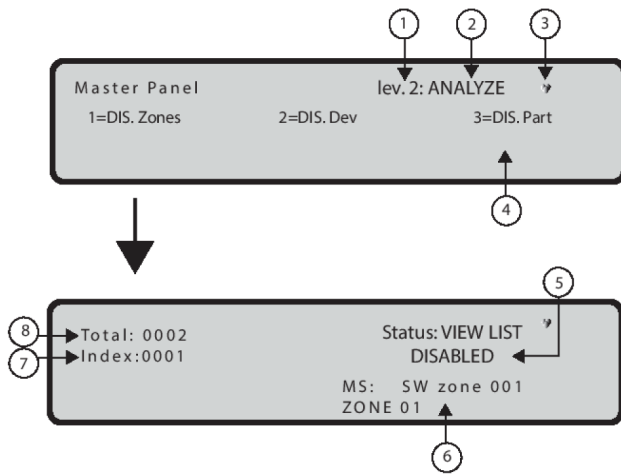 1 2 3
Master Panel lev. 2: ANALYZE
1=DIS. Zones 2=DIS. Dev 3=DIS. Part
4
5
8 Total: 0002 Status: VIEW LIST
7 Index:0001 DISABLED
MS: SW zone 001
ZONE 01
6